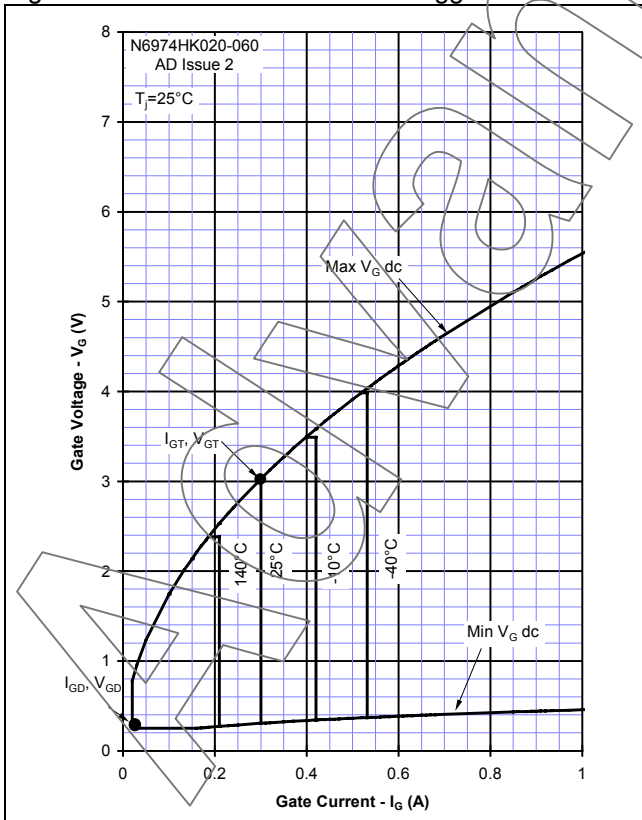 N6974HK020-060
AD Issue 2
Tj=25°C
8
7
6
5
4
3
2
1
0
Gate Voltage - VG (V)
Max VG dc
IGT, VGT
140°C
25°C
-10°C
-40°C
Min VG dc
IGD, VGD
0
0.2
0.4
0.6
0.8
1
Gate Current - IG (A)